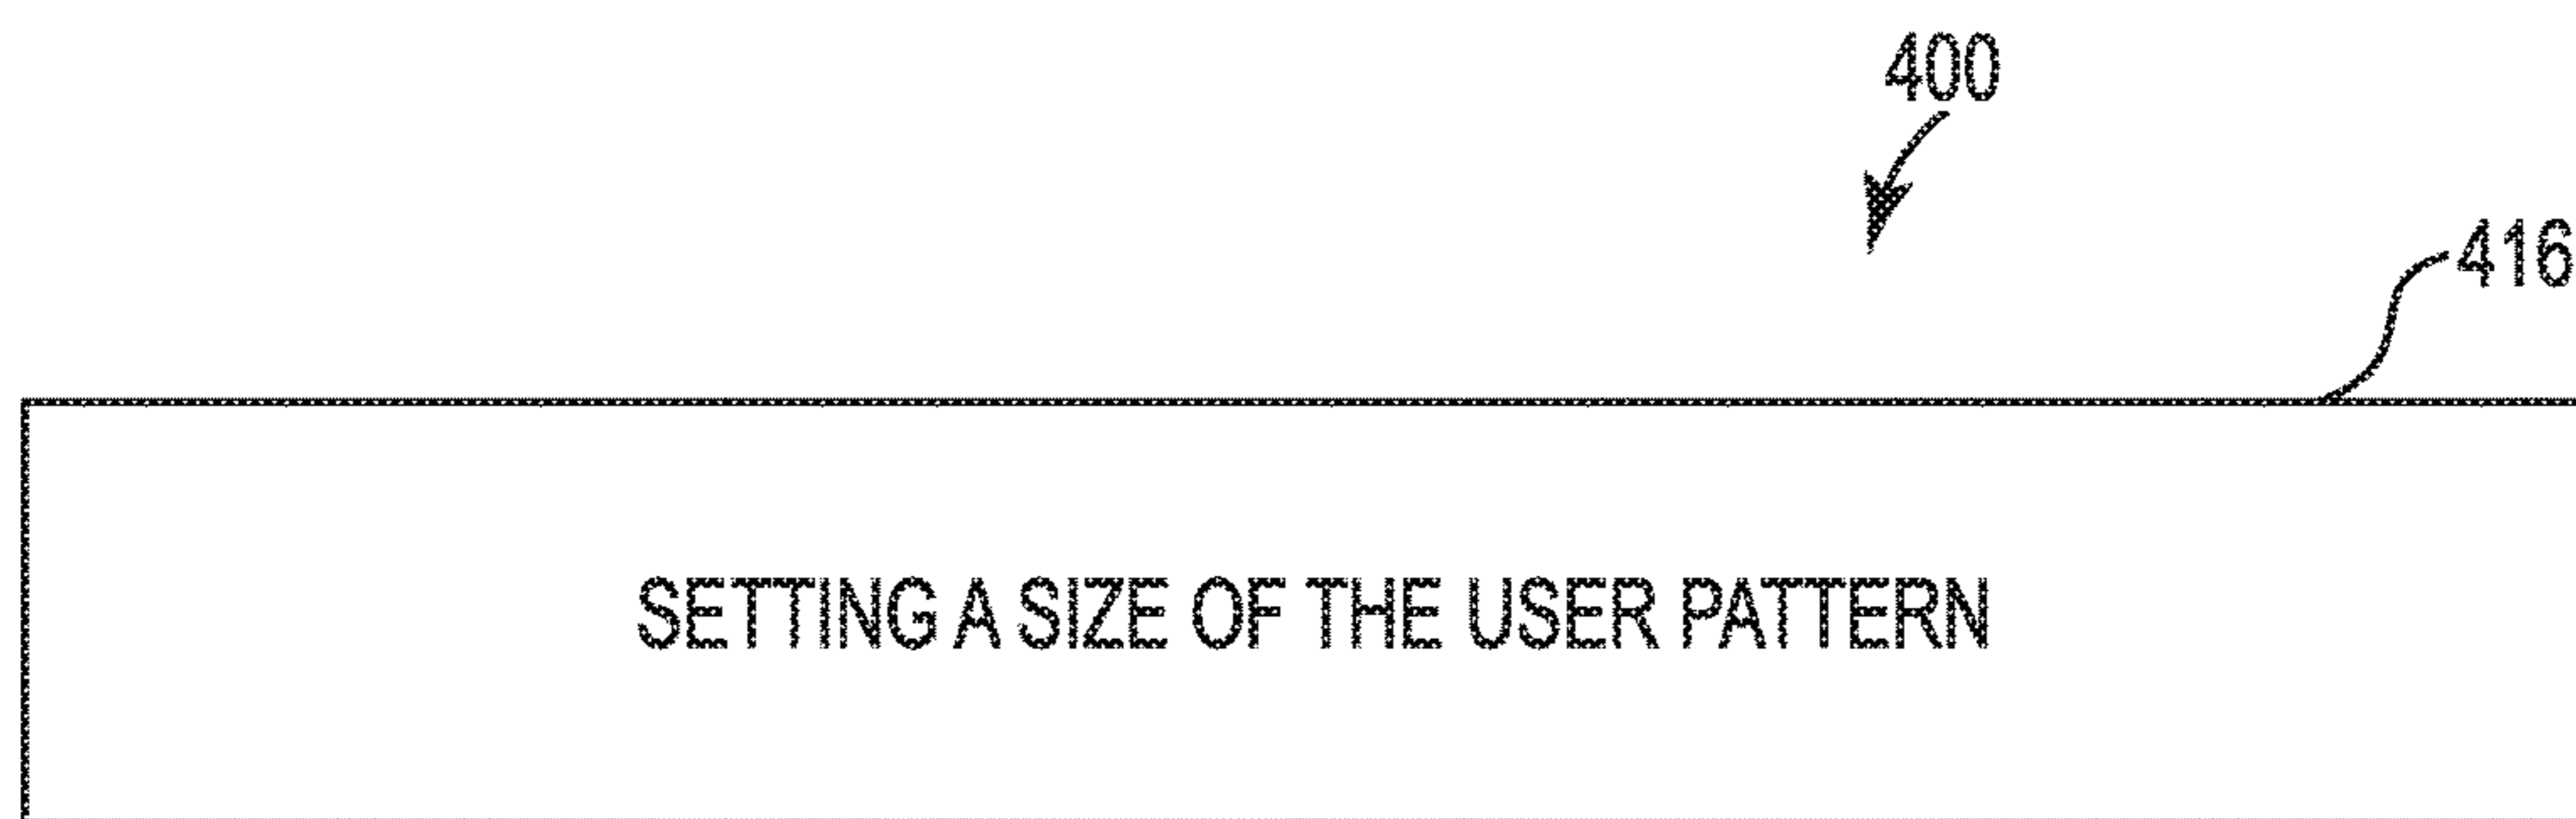 400
416
SETTING A SIZE OF THE USER PATTERN